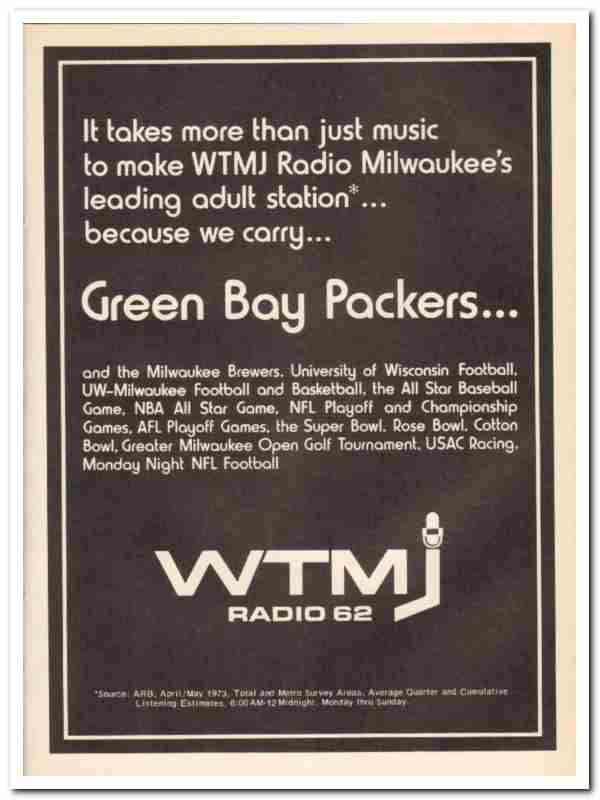 It takes more than just music
to make WTMJ Radio Milwaukee's
leading adult station*...
because we carry...
Green Bay Packers...
and the Milwaukee Brewers, University of Wisconsin Football,
UW-Milwaukee Football and Basketball, the All Star Baseball
Game, NBA All Star Game, NFL Playoff and Championship
Games, AFL Playoff Games, the Super Bowl, Rose Bowl, Cotton
Bowl, Greater Milwaukee Open Golf Tournament, USAC Racing,
Monday Night NFL Football
WTMJ
RADIO 62
*Source: ARB, April/May 1973, Total and Metro Survey Areas, Average Quarter and Cumulative
Listening Estimates, 6:00 AM-12 Midnight, Monday thru Sunday.